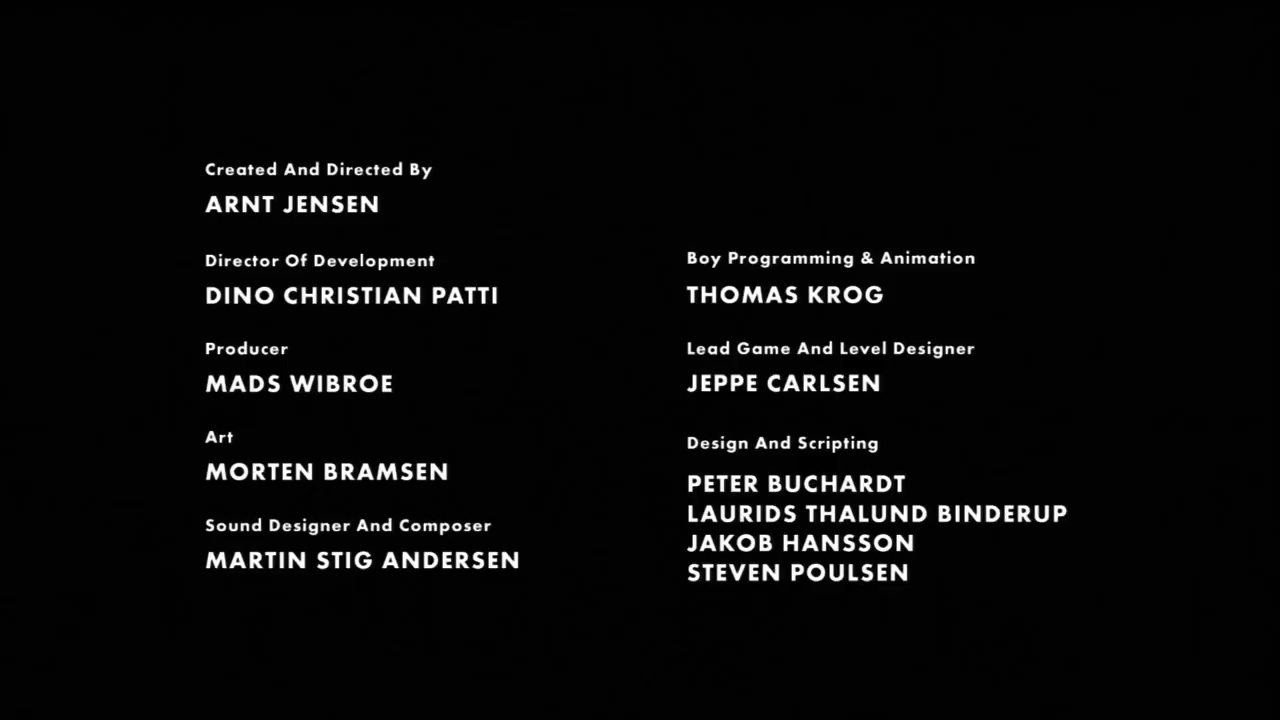 Created And Directed By
ARNT JENSEN
Director Of Development
DINO CHRISTIAN PATTI
Producer
MADS WIBROE
Art
MORTEN BRAMSEN
Sound Designer And Composer
MARTIN STIG ANDERSEN
Boy Programming & Animation
THOMAS KROG
Lead Game And Level Designer
JEPPE CARLSEN
Design And Scripting
PETER BUCHARDT
LAURIDS THALUND BINDERUP
JAKOB HANSSON
STEVEN POULSEN